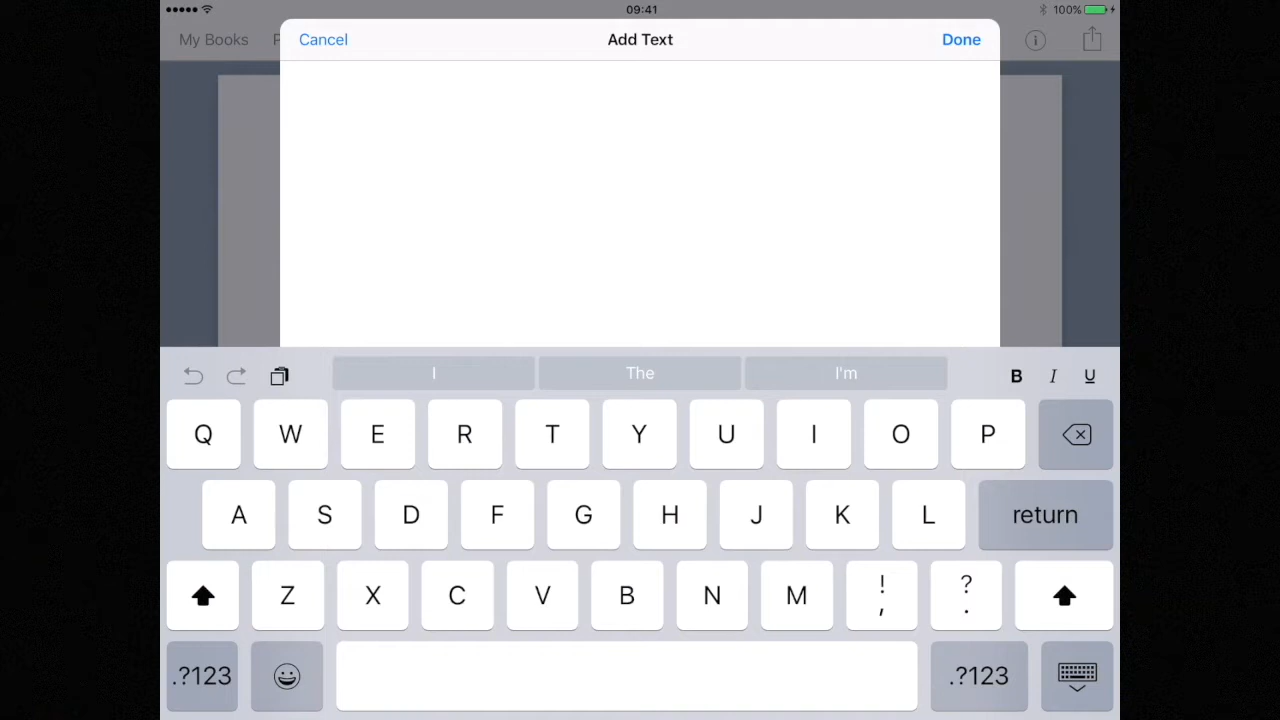 09:41 100%
My Books P Cancel Add Text Done
I The I'm B I U
Q W E R T Y U I O P
A S D F G H J K L return
Z X C V B N M ! , ? .
.?123 .?123